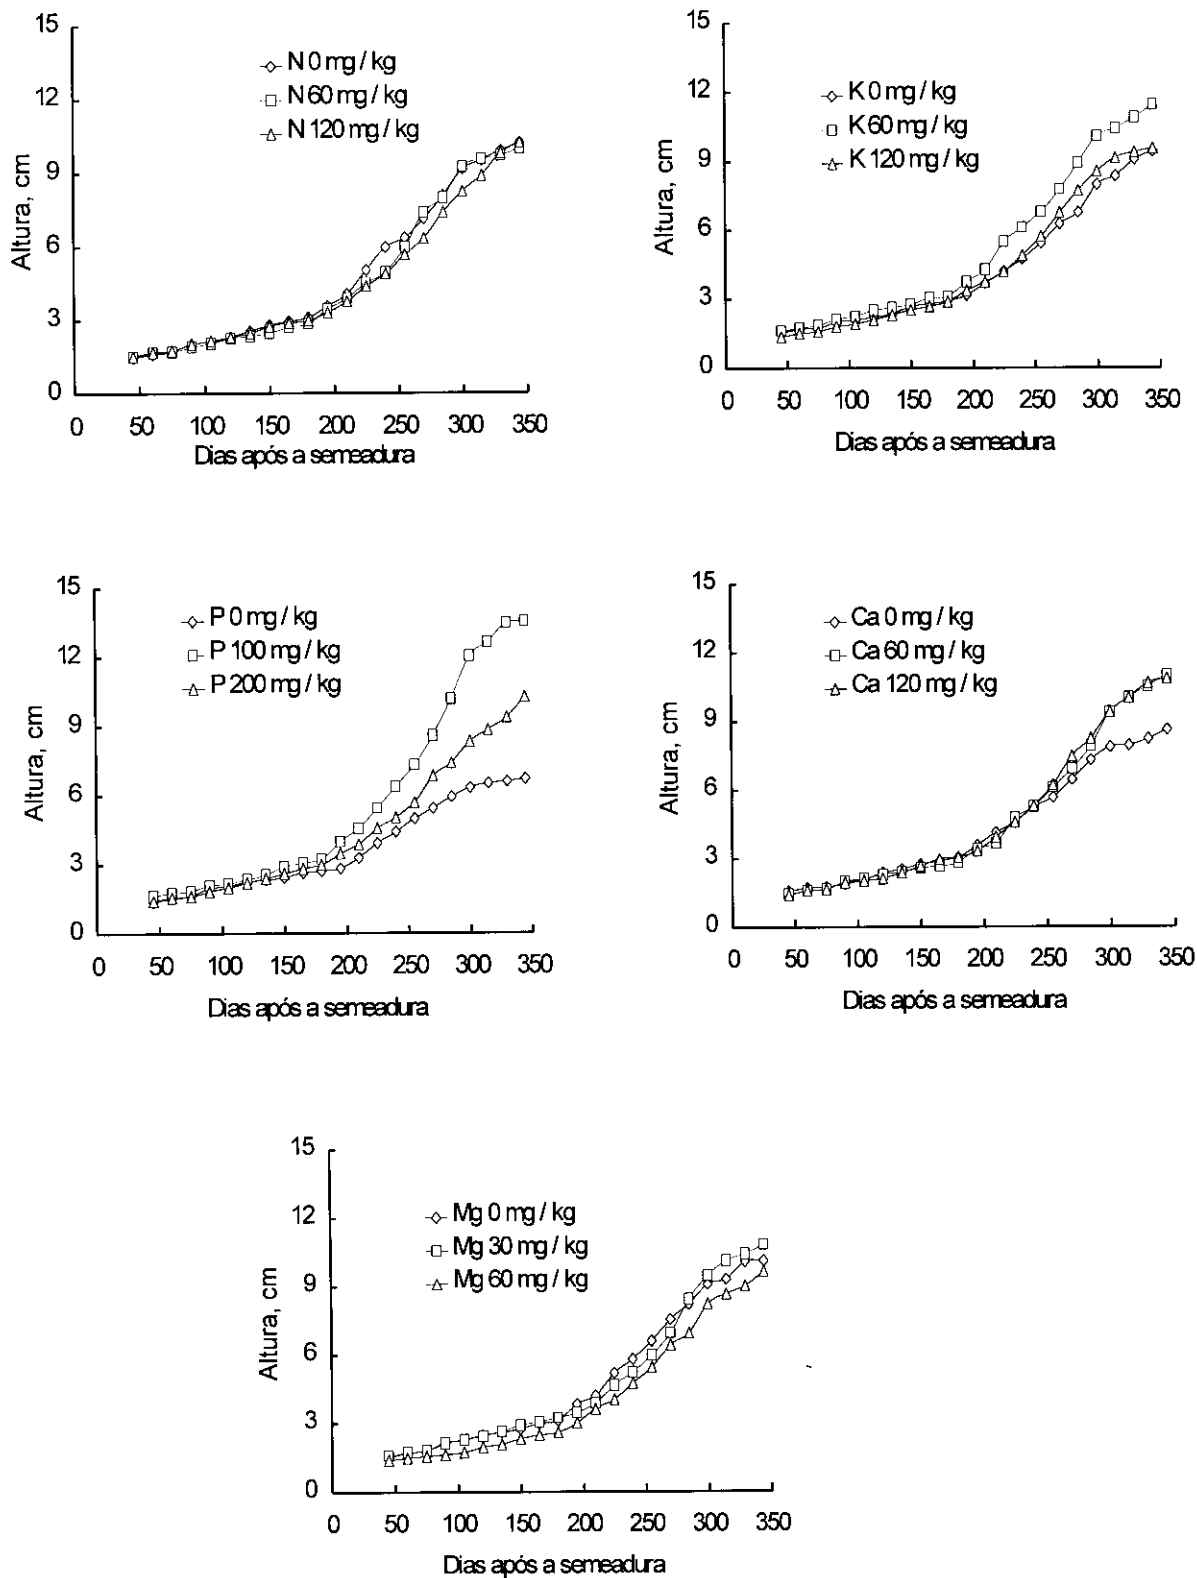 15
12
9
6
3
0
Altura, cm
N 0 mg / kg
N 60 mg / kg
N 120 mg / kg
0 50 100 150 200 250 300 350
Dias após a semeadura
15
12
9
6
3
0
Altura, cm
K 0 mg / kg
K 60 mg / kg
K 120 mg / kg
0 50 100 150 200 250 300 350
Dias após a semeadura
15
12
9
6
3
0
Altura, cm
P 0 mg / kg
P 100 mg / kg
P 200 mg / kg
0 50 100 150 200 250 300 350
Dias após a semeadura
15
12
9
6
3
0
Altura, cm
Ca 0 mg / kg
Ca 60 mg / kg
Ca 120 mg / kg
0 50 100 150 200 250 300 350
Dias após a semeadura
15
12
9
6
3
0
Altura, cm
Mg 0 mg / kg
Mg 30 mg / kg
Mg 60 mg / kg
0 50 100 150 200 250 300 350
Dias após a semeadura